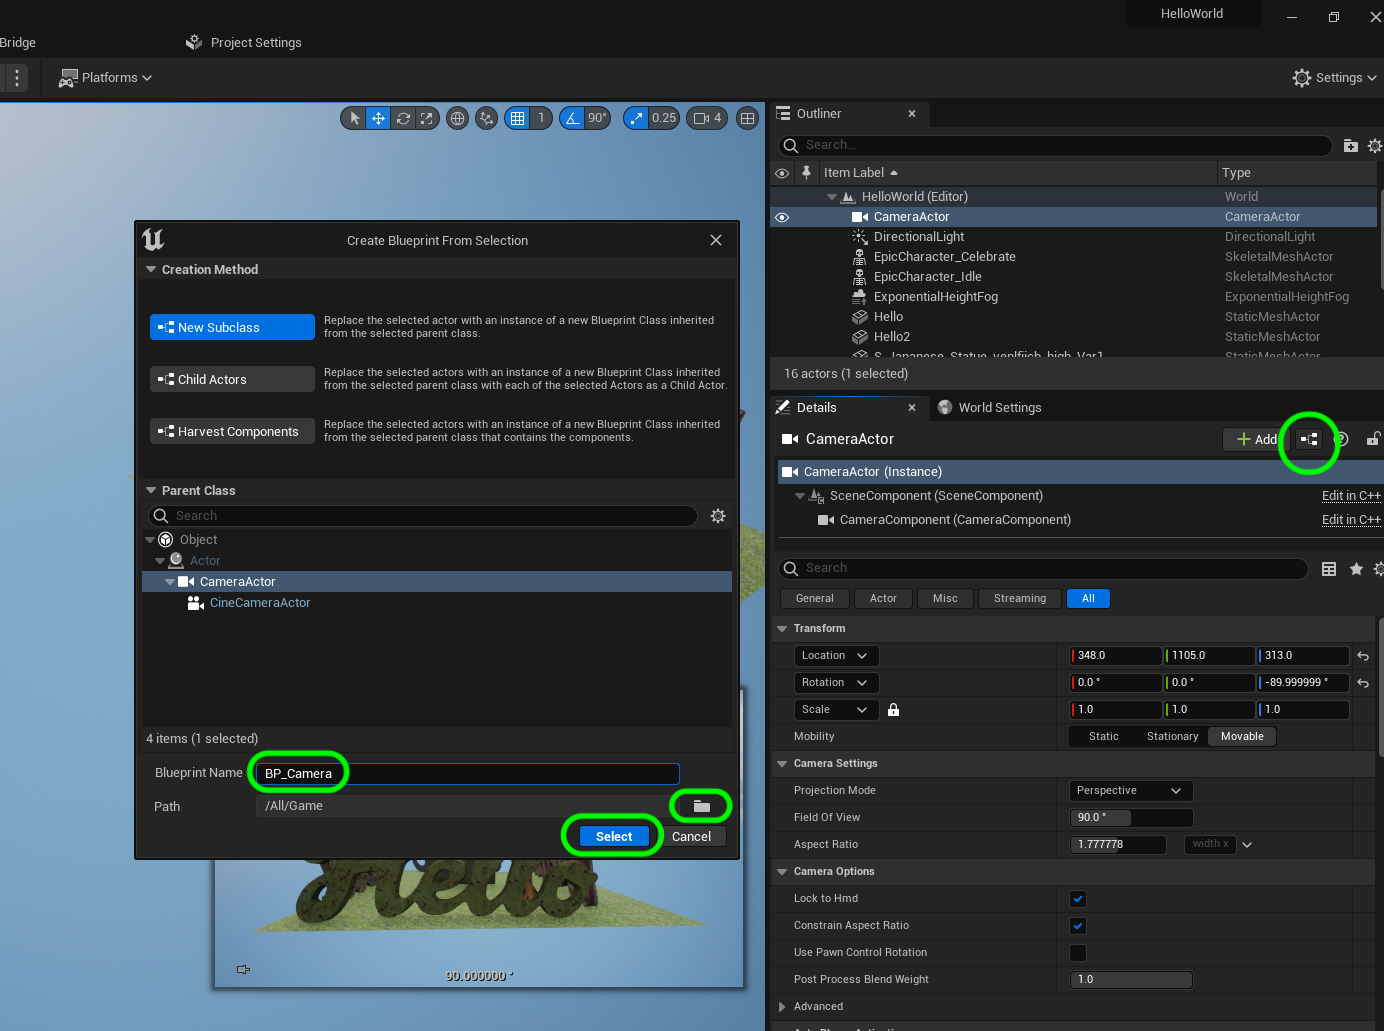 HelloWorld
Bridge
Project Settings
Platforms
Settings
1
90°
0.25
4
Outliner
Search...
Item Label
Type
HelloWorld (Editor)
World
CameraActor
CameraActor
DirectionalLight
DirectionalLight
EpicCharacter_Celebrate
SkeletalMeshActor
EpicCharacter_Idle
SkeletalMeshActor
ExponentialHeightFog
ExponentialHeightFog
Hello
StaticMeshActor
Hello2
StaticMeshActor
StaticMeshActor
16 actors (1 selected)
Create Blueprint From Selection
Creation Method
New Subclass
Replace the selected actor with an instance of a new Blueprint Class inherited
from the selected parent class.
Child Actors
Replace the selected actors with an instance of a new Blueprint Class inherited
from the selected parent class with each of the selected Actors as a Child Actor.
Harvest Components
Replace the selected actors with an instance of a new Blueprint Class inherited
from the selected parent class that contains the components.
Parent Class
Search
Object
Actor
CameraActor
CineCameraActor
4 items (1 selected)
Blueprint Name
BP_Camera
Path
/All/Game
Select
Cancel
Hello
90.000000 °
Details
World Settings
CameraActor
Add
CameraActor (Instance)
SceneComponent (SceneComponent)
Edit in C++
CameraComponent (CameraComponent)
Edit in C++
Search
General
Actor
Misc
Streaming
All
Transform
Location
348.0
1105.0
313.0
Rotation
0.0 °
0.0 °
-89.999999 °
Scale
1.0
1.0
1.0
Mobility
Static
Stationary
Movable
Camera Settings
Projection Mode
Perspective
Field Of View
90.0 °
Aspect Ratio
1.777778
width x
Camera Options
Lock to Hmd
Constrain Aspect Ratio
Use Pawn Control Rotation
Post Process Blend Weight
1.0
Advanced